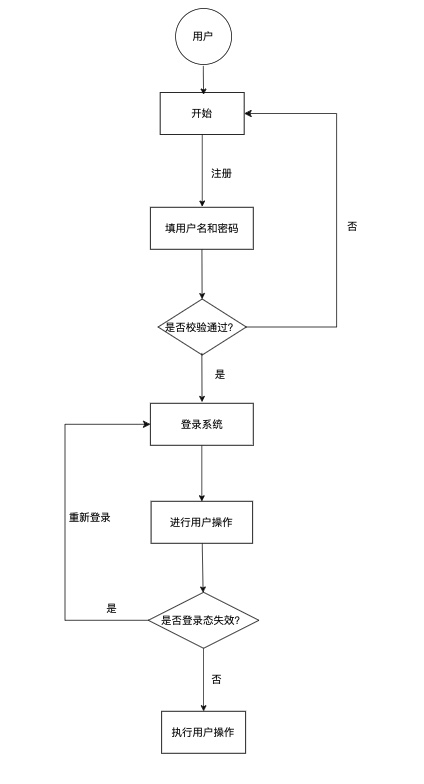 用户
开始
注册
填用户名和密码
否
是否校验通过?
是
登录系统
重新登录
进行用户操作
是
是否登录态失效?
否
执行用户操作